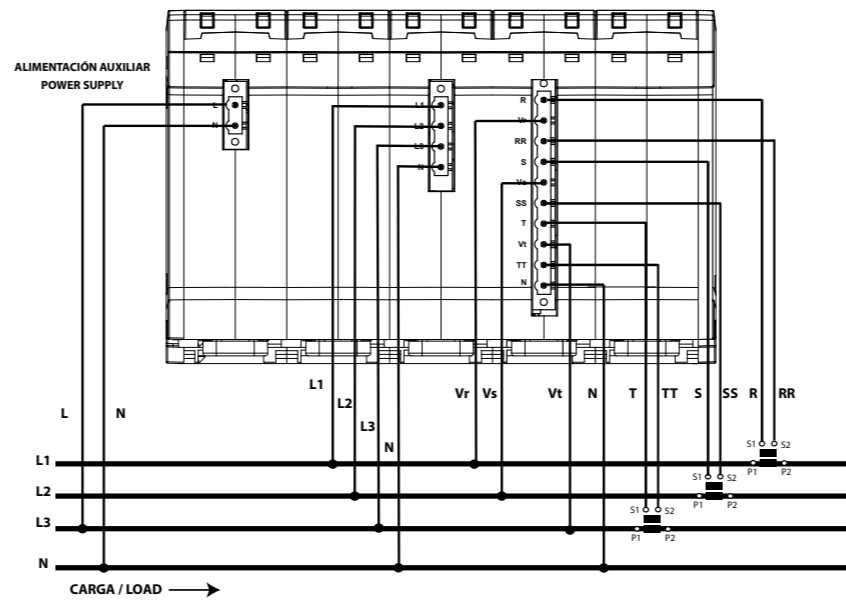 ALIMENTACIÓN AUXILIAR
POWER SUPPLY
L
N
L1
L2
L3
N
R
Vr
RR
S
Vs
SS
T
Vt
TT
N
L N L1 L2 L3 N Vr Vs Vt N T TT S SS R RR
S1 S2
L1
P1 P2
S1 S2
L2
P1 P2
S1 S2
L3
P1 P2
N
CARGA / LOAD